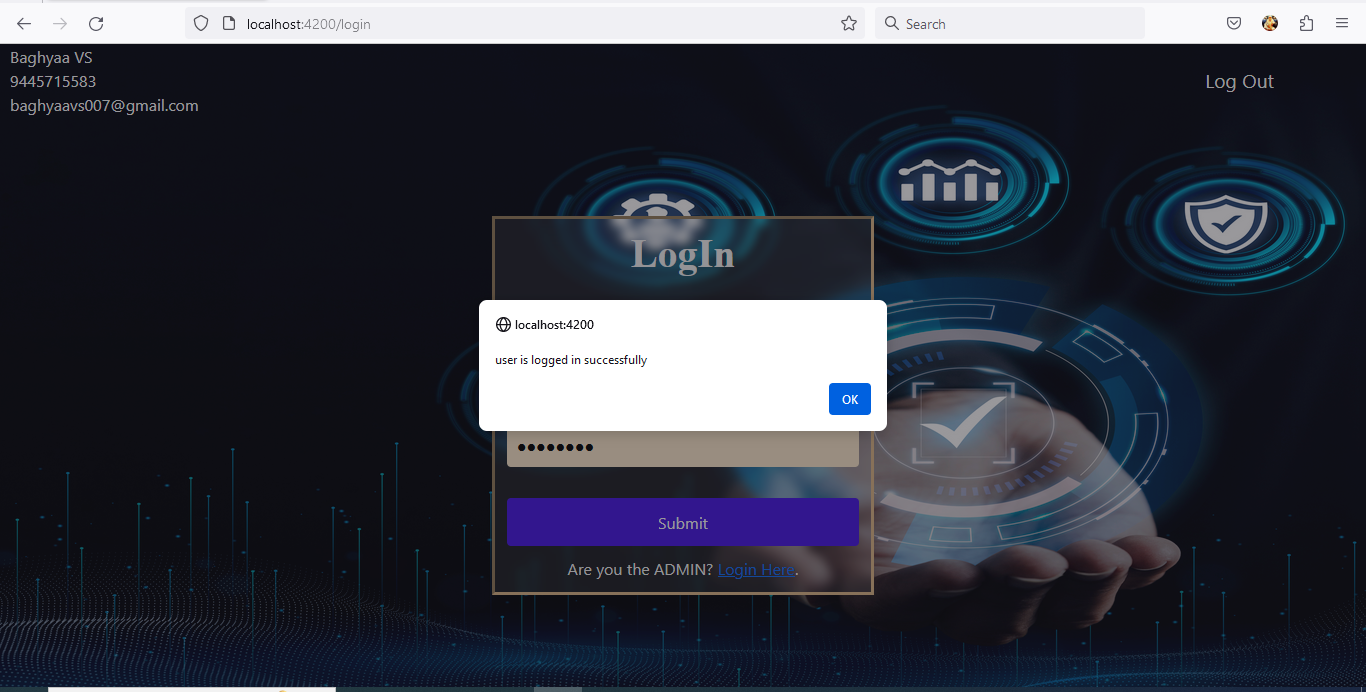 localhost:4200/login
Search
Baghyaa VS
9445715583
baghyaavs007@gmail.com
Log Out
LogIn
localhost:4200
user is logged in successfully
OK
Submit
Are you the ADMIN? Login Here.